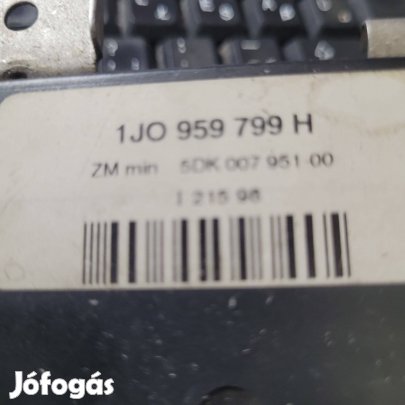 1JO 959 799 H
ZM min 5DK 007 951 00
I 215 98
Jófogás